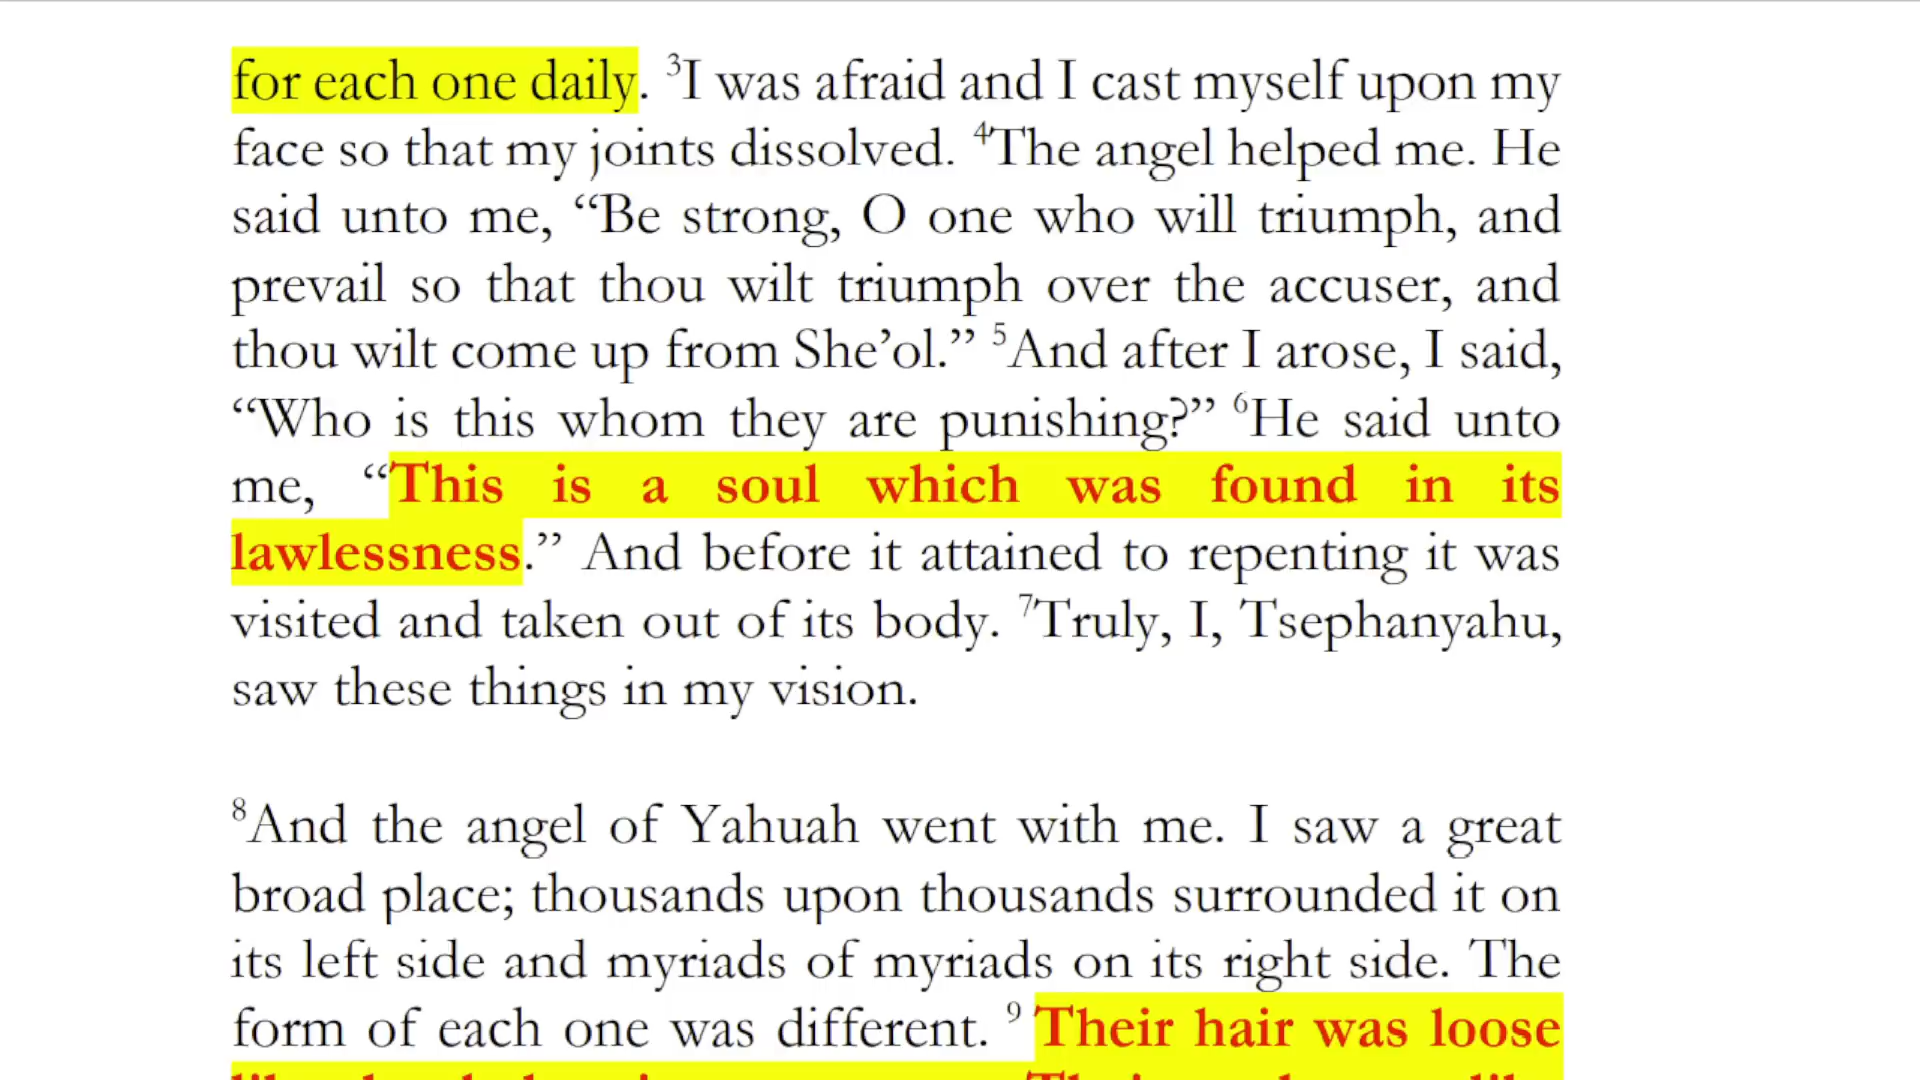 for each one daily. ³I was afraid and I cast myself upon my
face so that my joints dissolved. ⁴The angel helped me. He
said unto me, “Be strong, O one who will triumph, and
prevail so that thou wilt triumph over the accuser, and
thou wilt come up from She’ol.” ⁵And after I arose, I said,
“Who is this whom they are punishing?” ⁶He said unto
me, “This is a soul which was found in its
lawlessness.” And before it attained to repenting it was
visited and taken out of its body. ⁷Truly, I, Tsephanyahu,
saw these things in my vision.
⁸And the angel of Yahuah went with me. I saw a great
broad place; thousands upon thousands surrounded it on
its left side and myriads of myriads on its right side. The
form of each one was different. ⁹ Their hair was loose